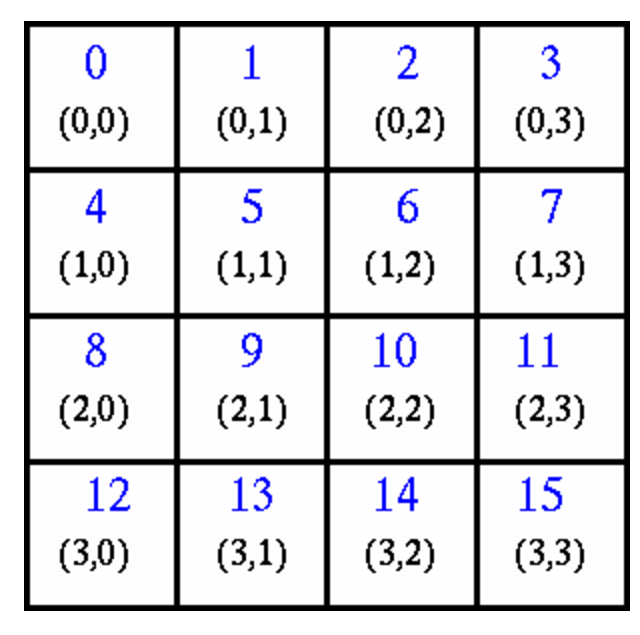 0 1 2 3
(0,0) (0,1) (0,2) (0,3)
4 5 6 7
(1,0) (1,1) (1,2) (1,3)
8 9 10 11
(2,0) (2,1) (2,2) (2,3)
12 13 14 15
(3,0) (3,1) (3,2) (3,3)